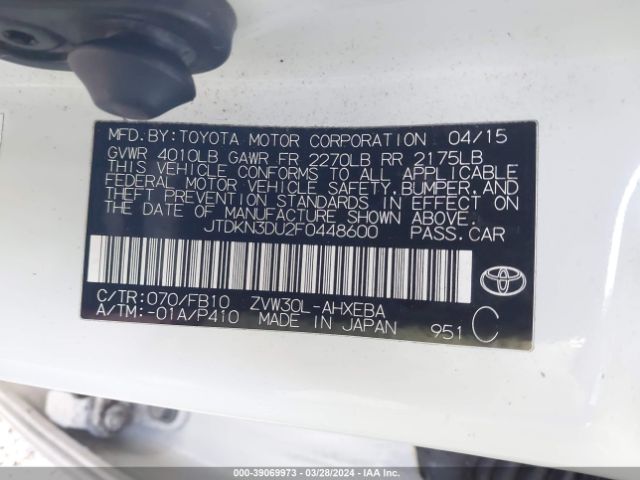 MFD. BY: TOYOTA MOTOR CORPORATION 04/15
GVWR 4010LB GAWR FR 2270LB RR 2175LB
THIS VEHICLE CONFORMS TO ALL APPLICABLE
FEDERAL MOTOR VEHICLE SAFETY, BUMPER, AND
THEFT PREVENTION STANDARDS IN EFFECT ON
THE DATE OF MANUFACTURE SHOWN ABOVE.
JTDKN3DU2F0448600 PASS. CAR
C/TR: 070/FB10 ZVW30L-AHXEBA
A/TM: -01A/P410 MADE IN JAPAN 951 C
000-39069973 - 03/28/2024 - IAA Inc.